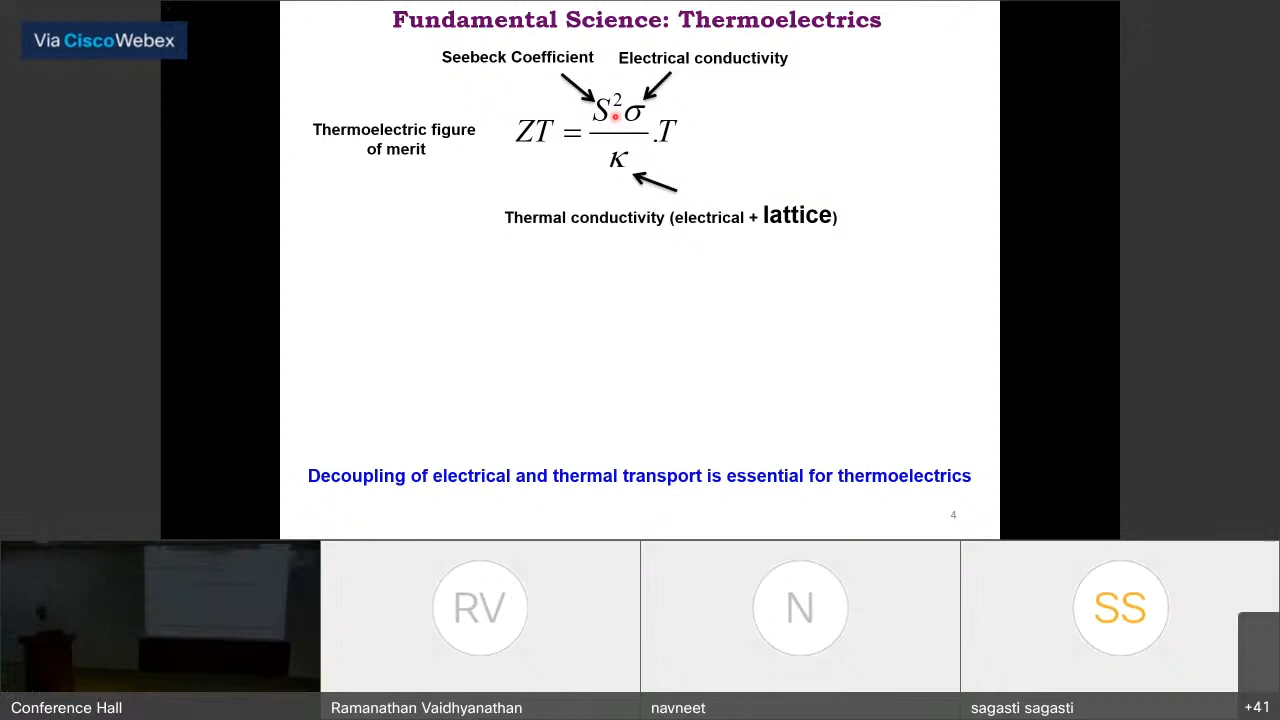 Fundamental Science: Thermoelectrics
Via Cisco Webex
Seebeck Coefficient Electrical conductivity
Thermoelectric figure
of merit
ZT = S²σ/κ .T
Thermal conductivity (electrical + lattice)
Decoupling of electrical and thermal transport is essential for thermoelectrics
4
RV
N
SS
Conference Hall
Ramanathan Vaidhyanathan
navneet
sagasti sagasti
+41